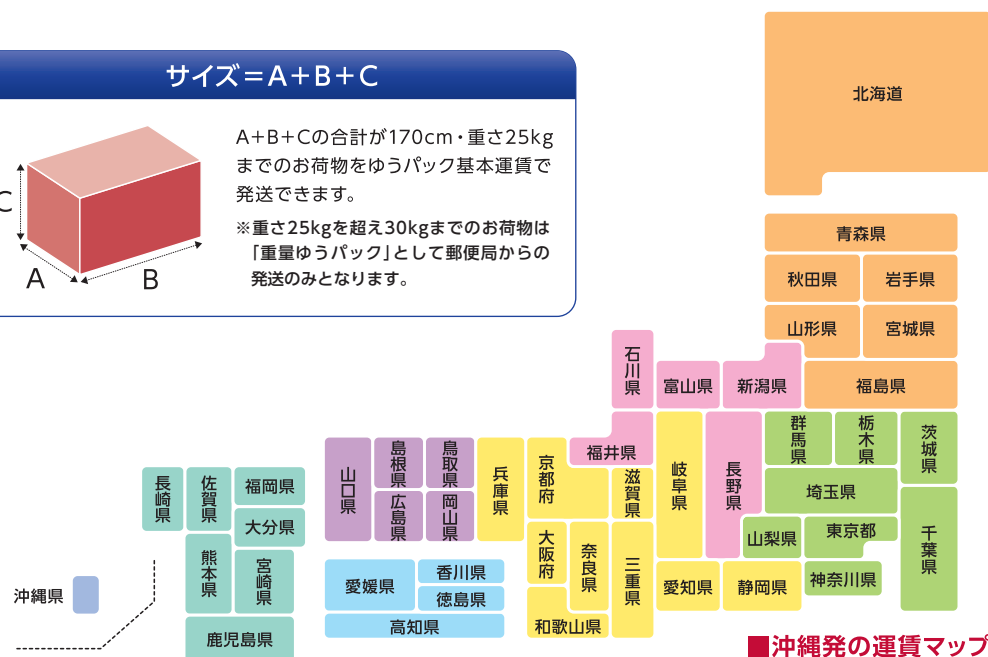 サイズ＝A＋B＋C
A＋B＋Cの合計が170cm・重さ25kg
までのお荷物をゆうパック基本運賃で
発送できます。
※重さ25kgを超え30kgまでのお荷物は
「重量ゆうパック」として郵便局からの
発送のみとなります。
C
A
B
北海道
青森県
秋田県
岩手県
山形県
宮城県
福島県
石川県
富山県
新潟県
福井県
長野県
群馬県
栃木県
茨城県
埼玉県
山梨県
東京都
千葉県
神奈川県
岐阜県
愛知県
静岡県
三重県
滋賀県
京都府
大阪府
奈良県
和歌山県
兵庫県
鳥取県
島根県
岡山県
広島県
山口県
香川県
愛媛県
徳島県
高知県
福岡県
佐賀県
長崎県
大分県
熊本県
宮崎県
鹿児島県
沖縄県
■沖縄発の運賃マップ